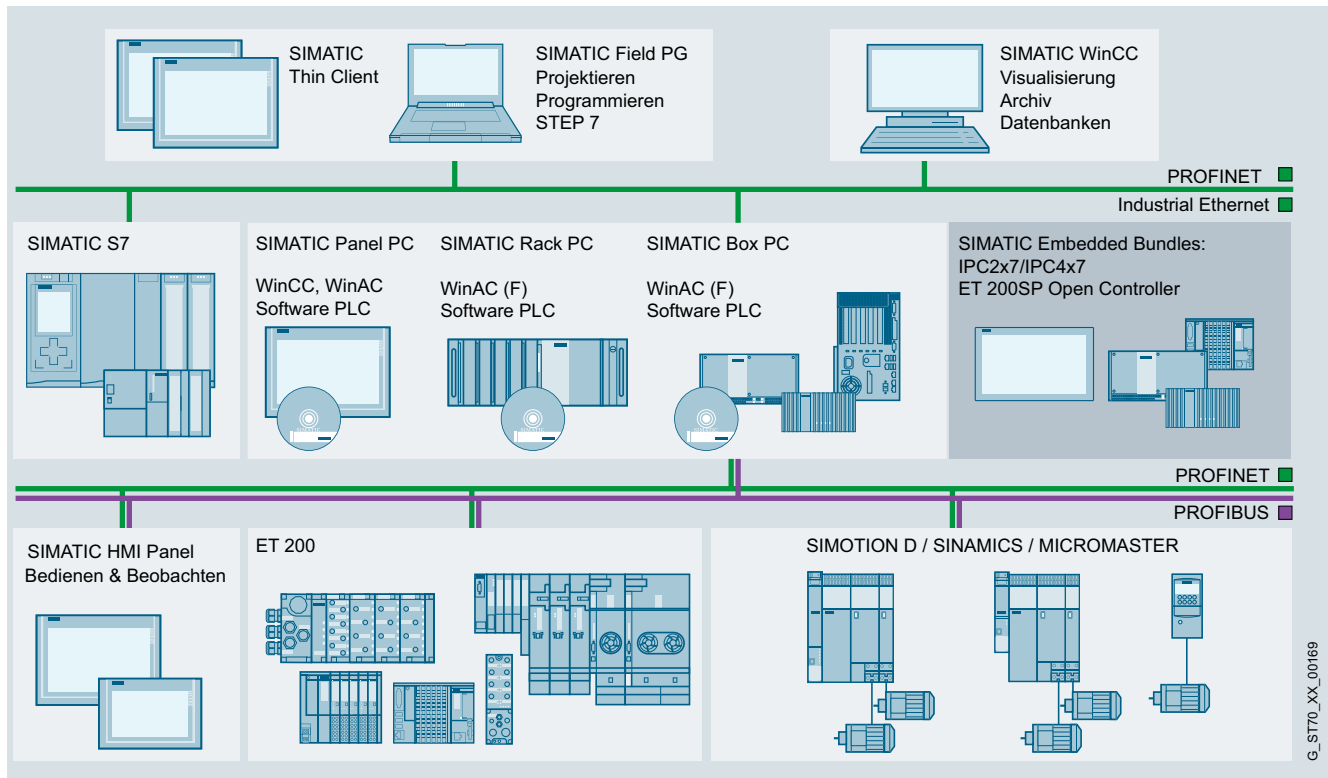 SIMATIC
Thin Client
SIMATIC Field PG
Projektieren
Programmieren
STEP 7
SIMATIC WinCC
Visualisierung
Archiv
Datenbanken
PROFINET
Industrial Ethernet
SIMATIC S7
SIMATIC Panel PC
WinCC, WinAC
Software PLC
SIMATIC Rack PC
WinAC (F)
Software PLC
SIMATIC Box PC
WinAC (F)
Software PLC
SIMATIC Embedded Bundles:
IPC2x7/IPC4x7
ET 200SP Open Controller
SIMATIC
SIMATIC
SIMATIC
PROFINET
PROFIBUS
SIMATIC HMI Panel
Bedienen & Beobachten
ET 200
SIMOTION D / SINAMICS / MICROMASTER
G_ST70_XX_00169